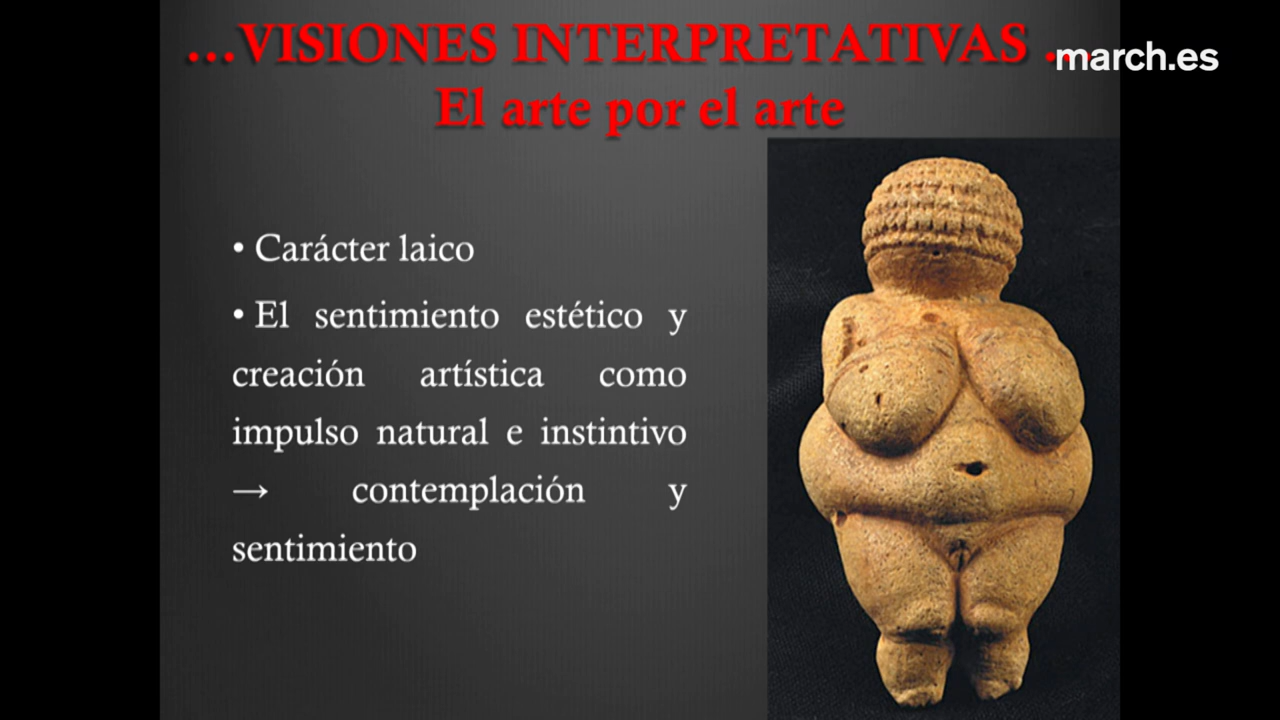 ...VISIONES INTERPRETATIVAS .
march.es
El arte por el arte
• Carácter laico
• El sentimiento estético y
creación artística como
impulso natural e instintivo
→ contemplación y
sentimiento